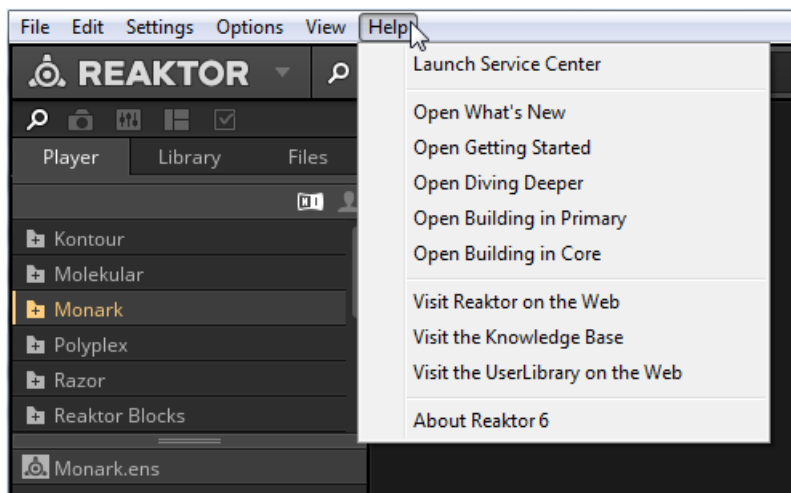 File Edit Settings Options View Help
REAKTOR
Launch Service Center
Open What's New
Open Getting Started
Open Diving Deeper
Open Building in Primary
Open Building in Core
Visit Reaktor on the Web
Visit the Knowledge Base
Visit the UserLibrary on the Web
About Reaktor 6
Player Library Files
NI
Kontour
Molekular
Monark
Polyplex
Razor
Reaktor Blocks
Monark.ens